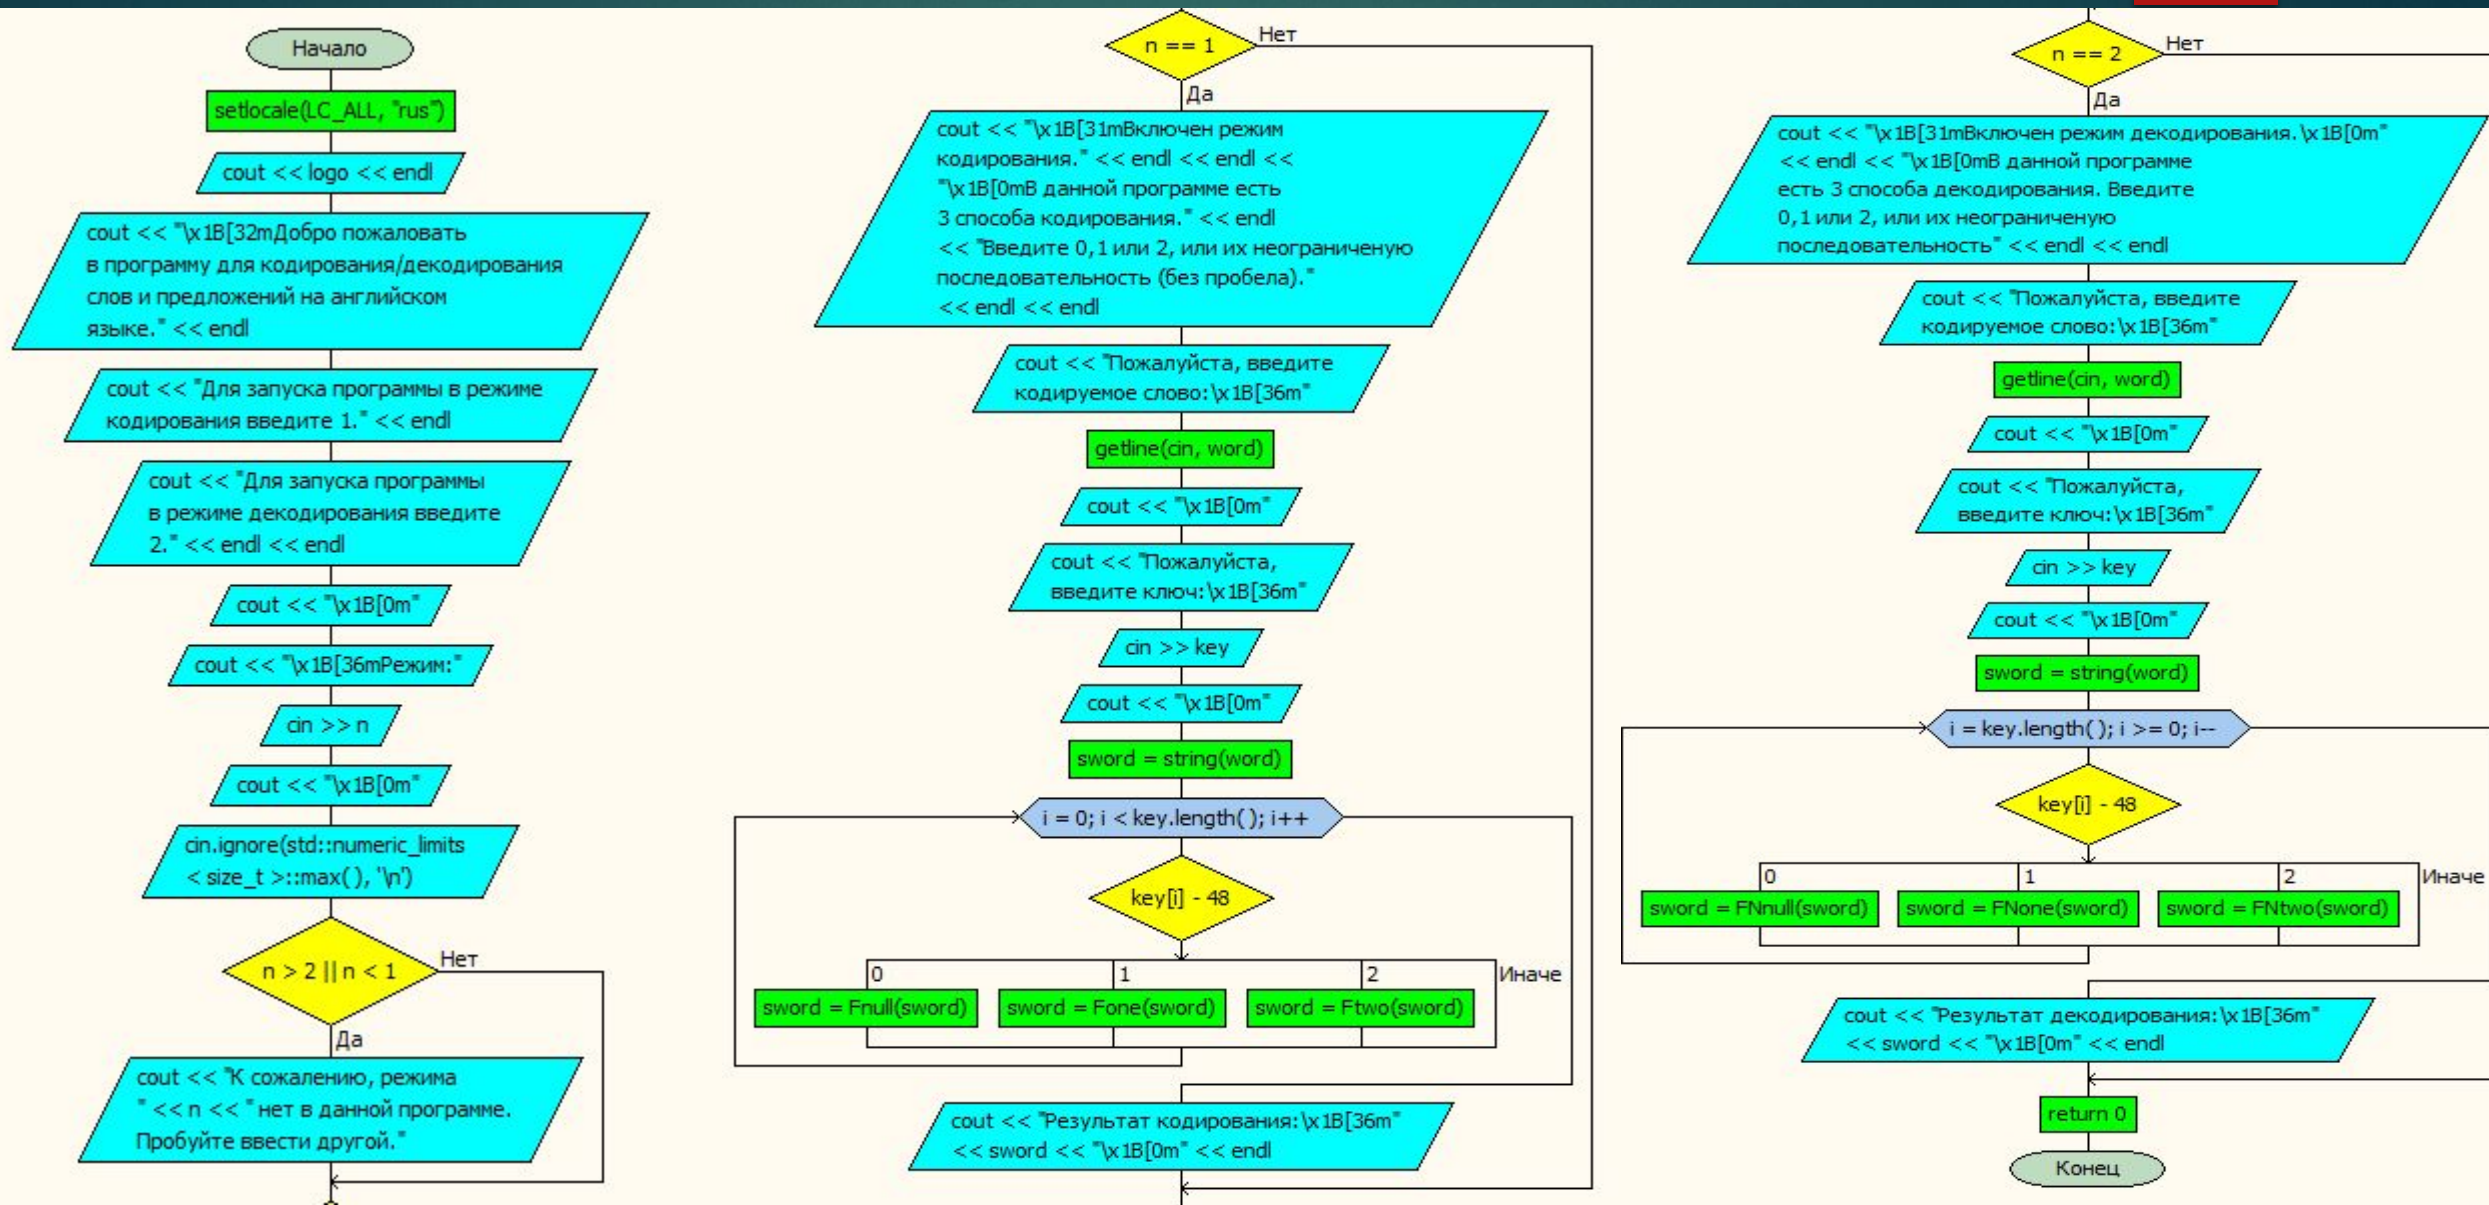 Начало
setlocale(LC_ALL, "rus")
cout << logo << endl
cout << "\x1B[32mДобро пожаловать
в программу для кодирования/декодирования
слов и предложений на английском
языке." << endl
cout << "Для запуска программы в режиме
кодирования введите 1." << endl
cout << "Для запуска программы
в режиме декодирования введите
2." << endl << endl
cout << "\x1B[0m"
cout << "\x1B[36mРежим:"
cin >> n
cout << "\x1B[0m"
cin.ignore(std::numeric_limits
< size_t >::max(), '\n')
n > 2 || n < 1
Нет
Да
cout << "К сожалению, режима
" << n << " нет в данной программе.
Пробуйте ввести другой."
n == 1
Нет
Да
cout << "\x1B[31mВключен режим
кодирования." << endl << endl <<
"\x1B[0mВ данной программе есть
3 способа кодирования." << endl
<< "Введите 0,1 или 2, или их неограниченую
последовательность (без пробела)."
<< endl << endl
cout << "Пожалуйста, введите
кодируемое слово:\x1B[36m"
getline(cin, word)
cout << "\x1B[0m"
cout << "Пожалуйста,
введите ключ:\x1B[36m"
cin >> key
cout << "\x1B[0m"
sword = string(word)
i = 0; i < key.length(); i++
key[i] - 48
0
1
2
Иначе
sword = Fnull(sword)
sword = Fone(sword)
sword = Ftwo(sword)
cout << "Результат кодирования:\x1B[36m"
<< sword << "\x1B[0m" << endl
n == 2
Нет
Да
cout << "\x1B[31mВключен режим декодирования.\x1B[0m"
<< endl << "\x1B[0mВ данной программе
есть 3 способа декодирования. Введите
0,1 или 2, или их неограниченую
последовательность" << endl << endl
cout << "Пожалуйста, введите
кодируемое слово:\x1B[36m"
getline(cin, word)
cout << "\x1B[0m"
cout << "Пожалуйста,
введите ключ:\x1B[36m"
cin >> key
cout << "\x1B[0m"
sword = string(word)
i = key.length(); i >= 0; i--
key[i] - 48
0
1
2
Иначе
sword = FNnull(sword)
sword = FNone(sword)
sword = FNtwo(sword)
cout << "Результат декодирования:\x1B[36m"
<< sword << "\x1B[0m" << endl
return 0
Конец